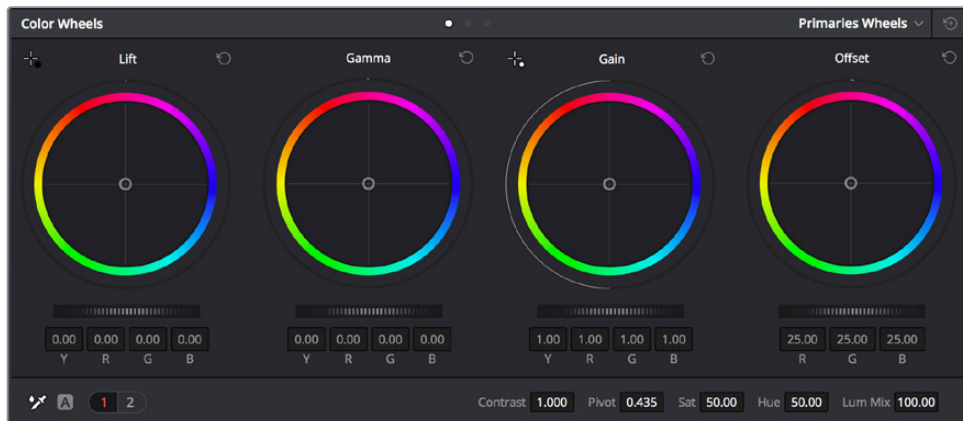 Color Wheels Primaries Wheels
Lift Gamma Gain Offset
0.00 0.00 0.00 0.00 0.00 0.00 0.00 0.00 1.00 1.00 1.00 1.00 25.00 25.00 25.00
Y R G B Y R G B Y R G B R G B
A 1 2 Contrast 1.000 Pivot 0.435 Sat 50.00 Hue 50.00 Lum Mix 100.00